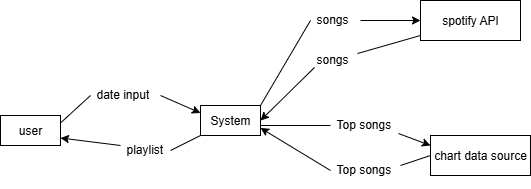 songs
spotify API
songs
date input
System
Top songs
user
playlist
chart data source
Top songs